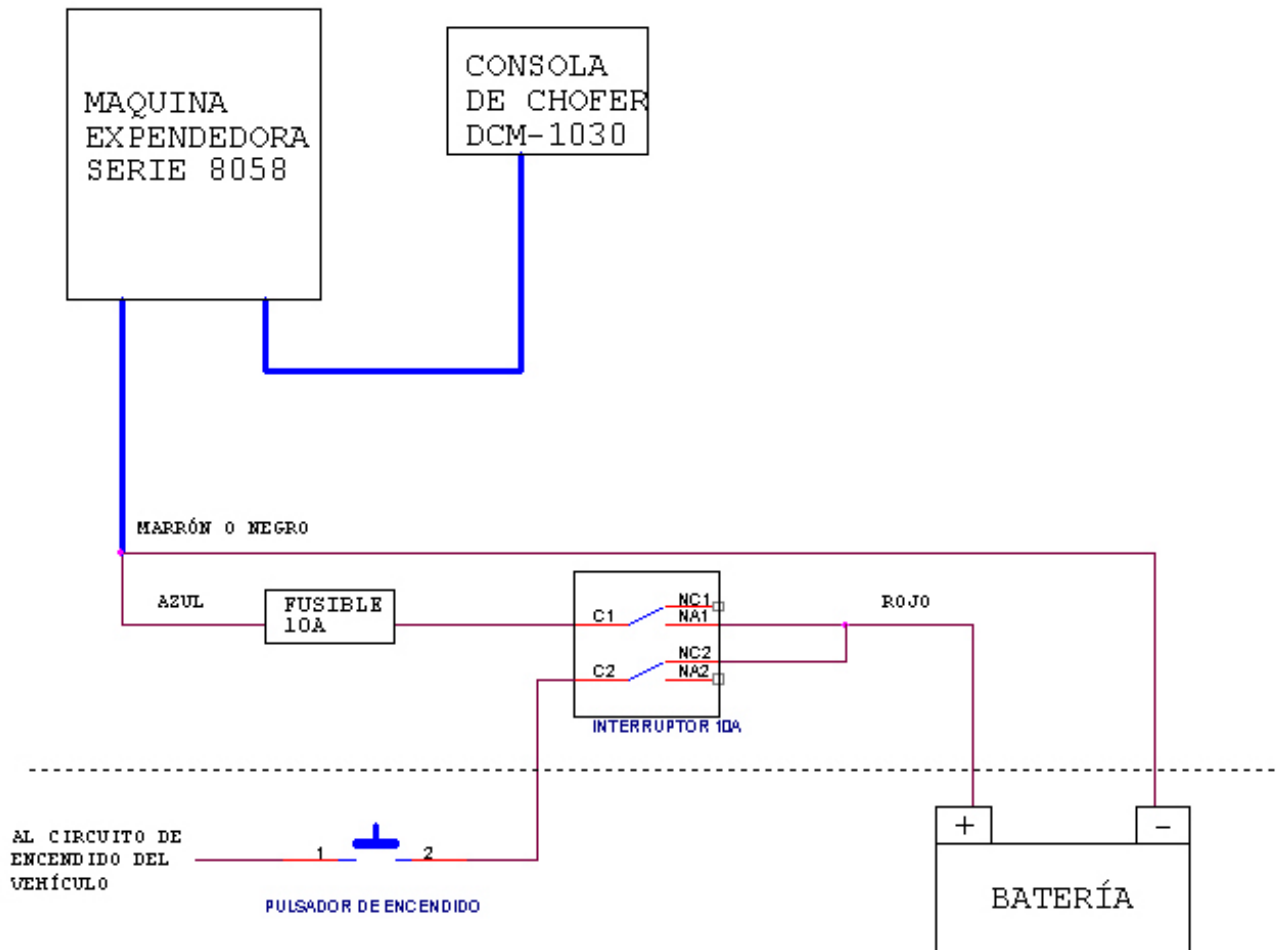 MAQUINA
EXPENDEDORA
SERIE 8058
CONSOLA
DE CHOFER
DCM-1030
MARRÓN O NEGRO
AZUL
FUSIBLE
10A
C1
NC1
NA1
C2
NC2
NA2
ROJO
INTERRUPTOR 10A
AL CIRCUITO DE
ENCENDIDO DEL
VEHÍCULO
1
2
PULSADOR DE ENCENDIDO
+
-
BATERÍA